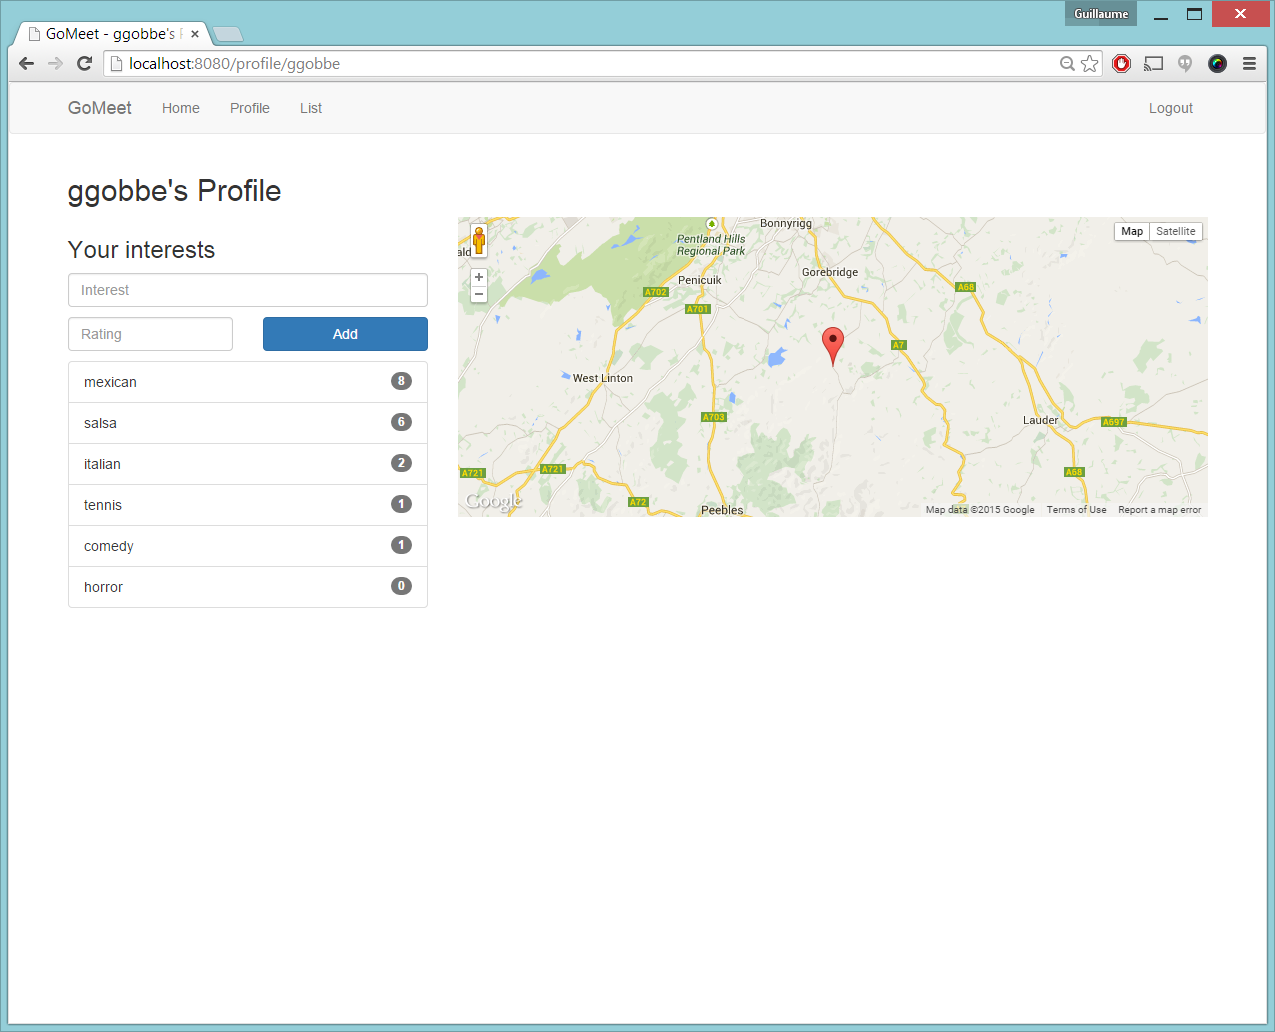 Guillaume
GoMeet - ggobbe's
localhost:8080/profile/ggobbe
GoMeet Home Profile List Logout
ggobbe's Profile
Your interests
Interest
Rating Add
mexican 8
salsa 6
italian 2
tennis 1
comedy 1
horror 0
Bonnyrigg
Map Satellite
Pentland Hills
Regional Park
Gorebridge
Penicuik
A702
A68
A701
A7
West Linton
A703
Lauder
A697
A721
A721
A68
A72
Google
Peebles
Map data ©2015 Google Terms of Use Report a map error